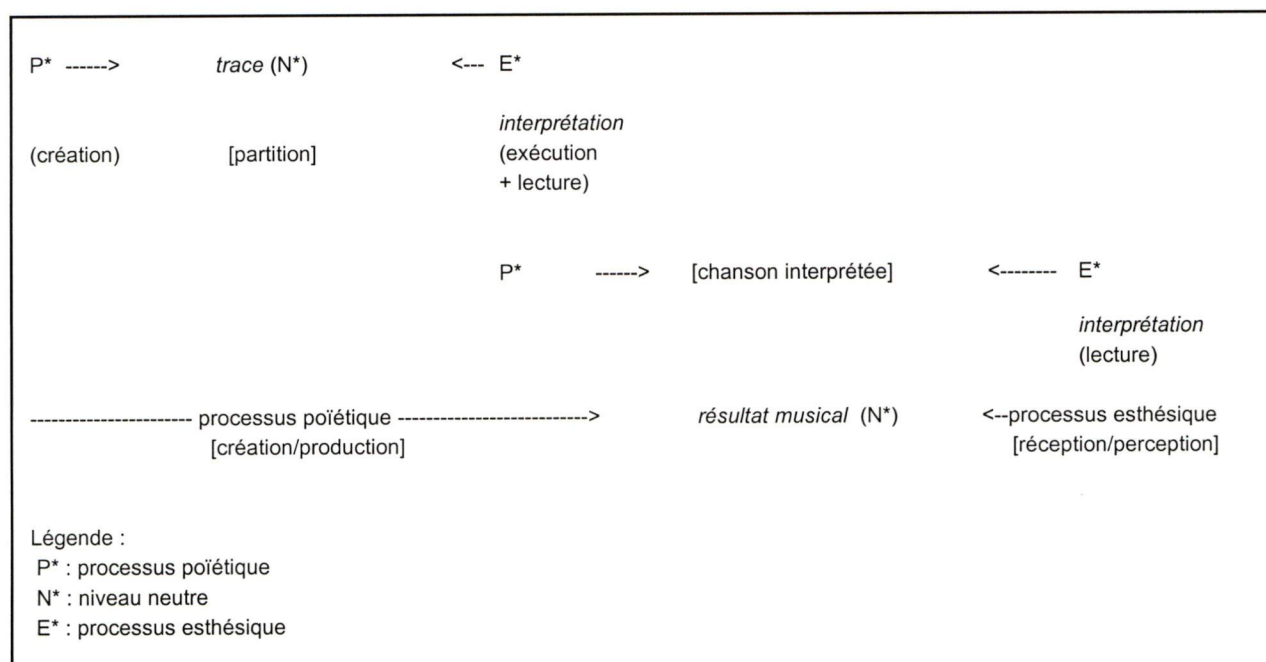 P* ------> trace (N*) <--- E*
interprétation
(création) [partition] (exécution
+ lecture)
P* ------> [chanson interprétée] <-------- E*
interprétation
(lecture)
----------------------- processus poïétique ---------------------------> résultat musical (N*) <--processus esthésique
[création/production] [réception/perception]
Légende :
P* : processus poïétique
N* : niveau neutre
E* : processus esthésique